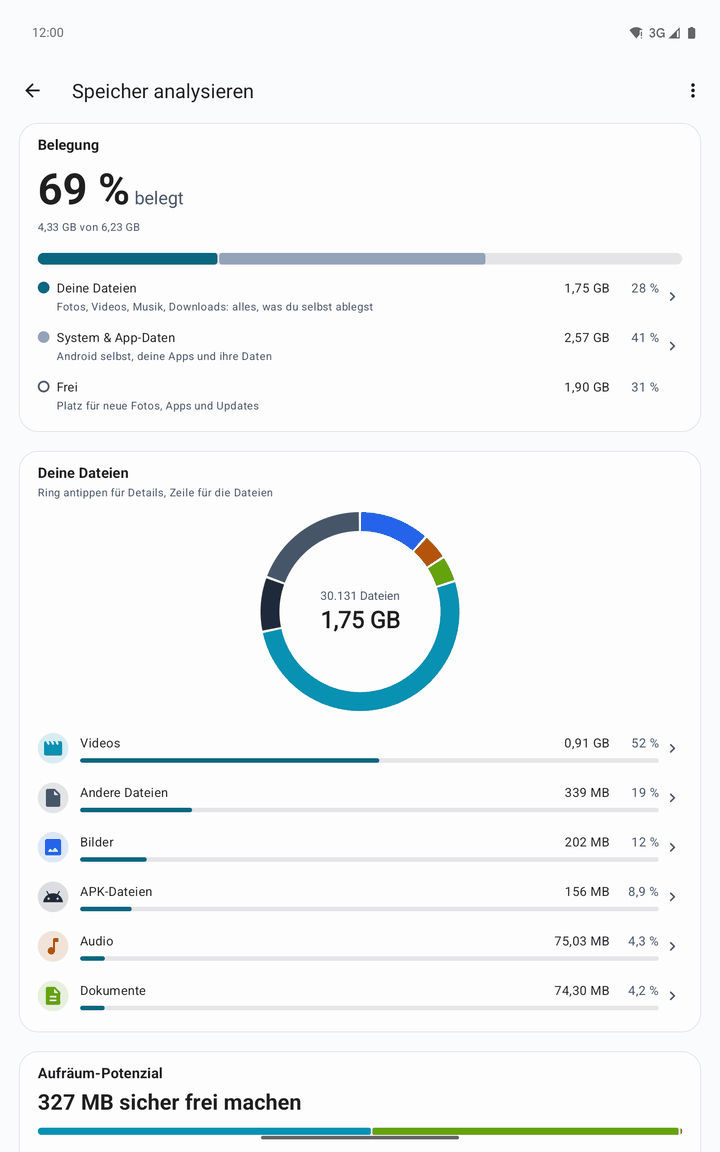 12:00
3G
Speicher analysieren
Belegung
69 % belegt
4,33 GB von 6,23 GB
Deine Dateien 1,75 GB 28 %
Fotos, Videos, Musik, Downloads: alles, was du selbst ablegst
System & App-Daten 2,57 GB 41 %
Android selbst, deine Apps und ihre Daten
Frei 1,90 GB 31 %
Platz für neue Fotos, Apps und Updates
Deine Dateien
Ring antippen für Details, Zeile für die Dateien
30.131 Dateien
1,75 GB
Videos 0,91 GB 52 %
Andere Dateien 339 MB 19 %
Bilder 202 MB 12 %
APK-Dateien 156 MB 8,9 %
Audio 75,03 MB 4,3 %
Dokumente 74,30 MB 4,2 %
Aufräum-Potenzial
327 MB sicher frei machen